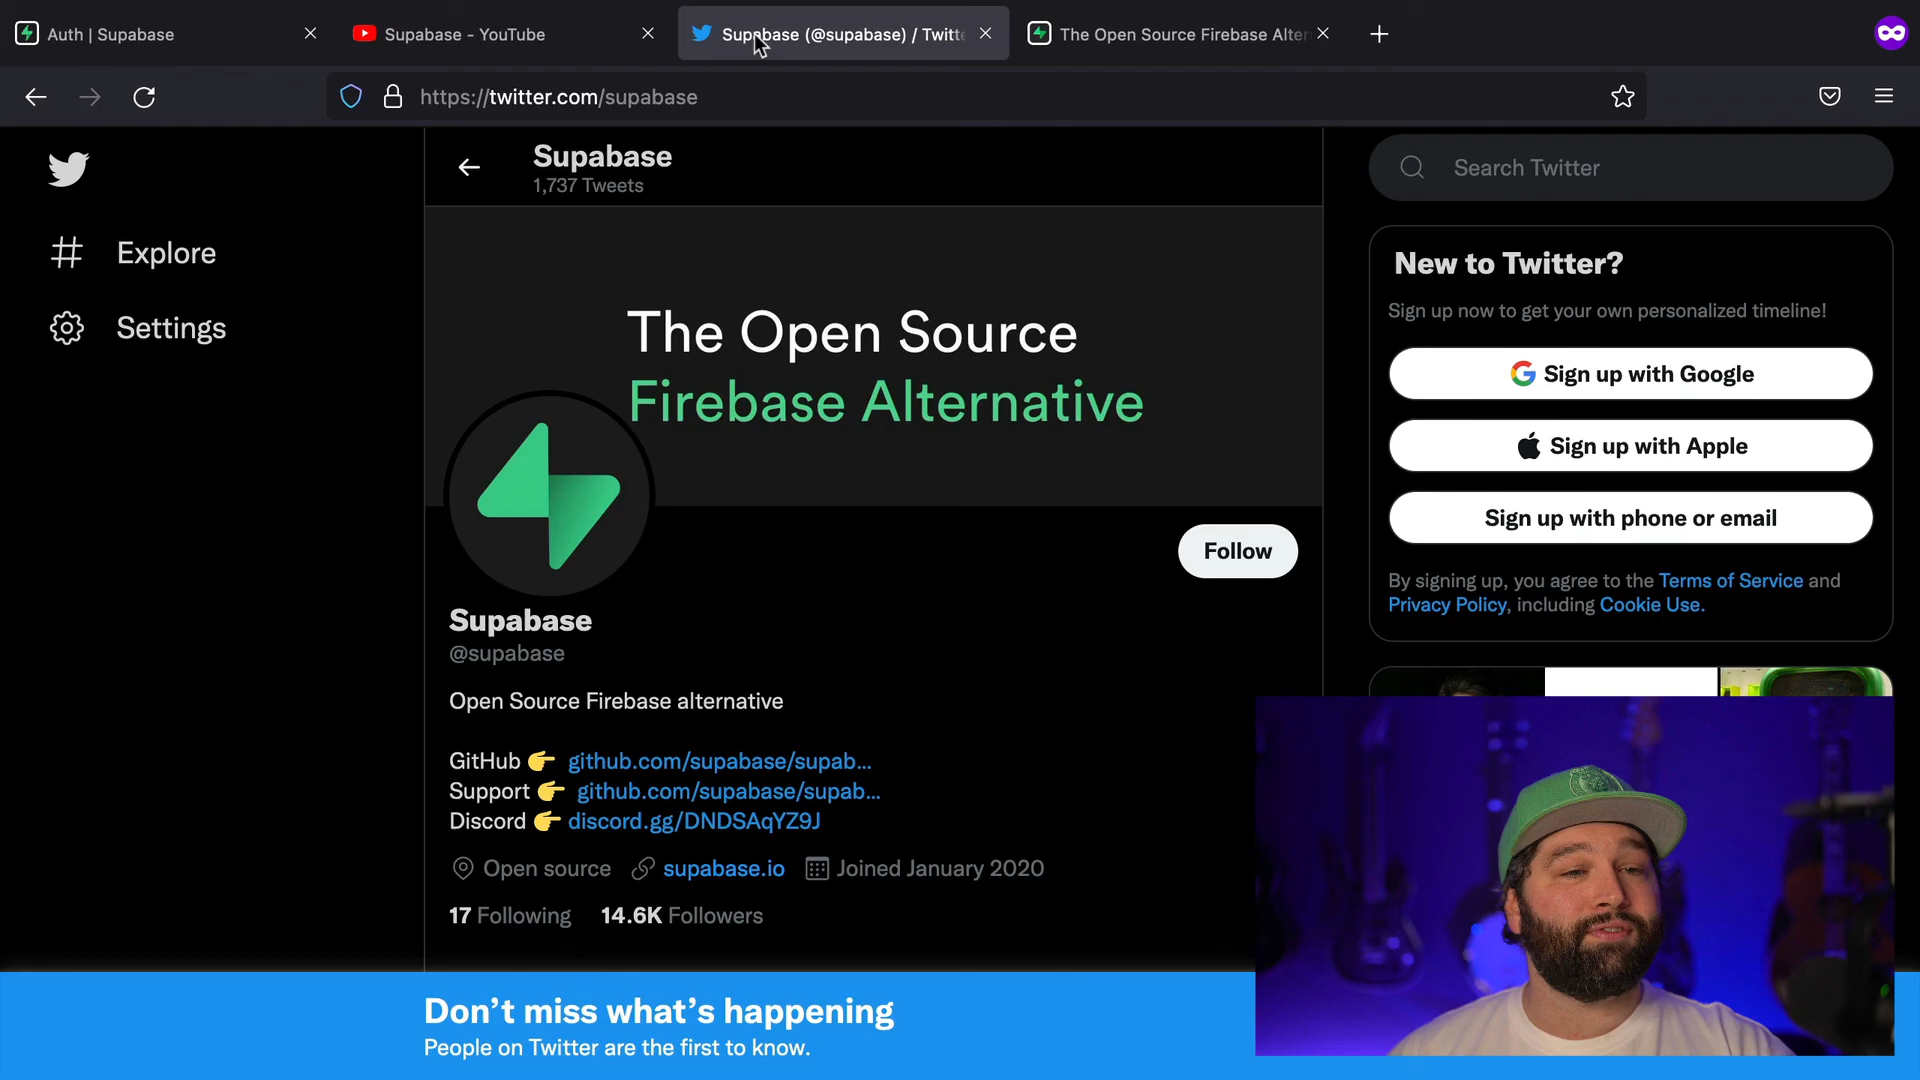 Auth | Supabase
Supabase - YouTube
Supabase (@supabase) / Twitte
The Open Source Firebase Alter
https://twitter.com/supabase
Explore
Settings
Supabase
1,737 Tweets
The Open Source
Firebase Alternative
Follow
Supabase
@supabase
Open Source Firebase alternative
GitHub 👉 github.com/supabase/supab...
Support 👉 github.com/supabase/supab...
Discord 👉 discord.gg/DNDSAqYZ9J
Open source supabase.io Joined January 2020
17 Following 14.6K Followers
Search Twitter
New to Twitter?
Sign up now to get your own personalized timeline!
Sign up with Google
Sign up with Apple
Sign up with phone or email
By signing up, you agree to the Terms of Service and
Privacy Policy, including Cookie Use.
Don’t miss what’s happening
People on Twitter are the first to know.